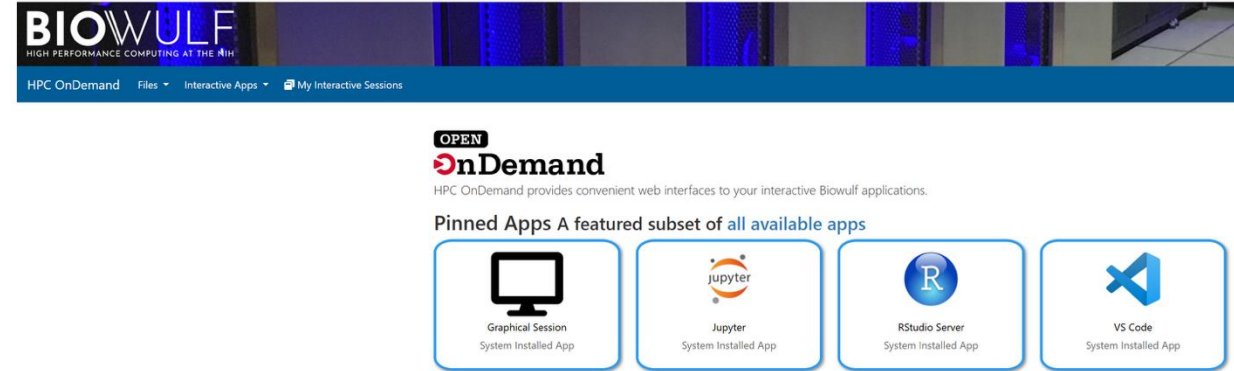 BIOWULF
HIGH PERFORMANCE COMPUTING AT THE NIH
HPC OnDemand Files Interactive Apps My Interactive Sessions
OPEN
OnDemand
HPC OnDemand provides convenient web interfaces to your interactive Biowulf applications.
Pinned Apps A featured subset of all available apps
jupyter R
Graphical Session Jupyter RStudio Server VS Code
System Installed App System Installed App System Installed App System Installed App